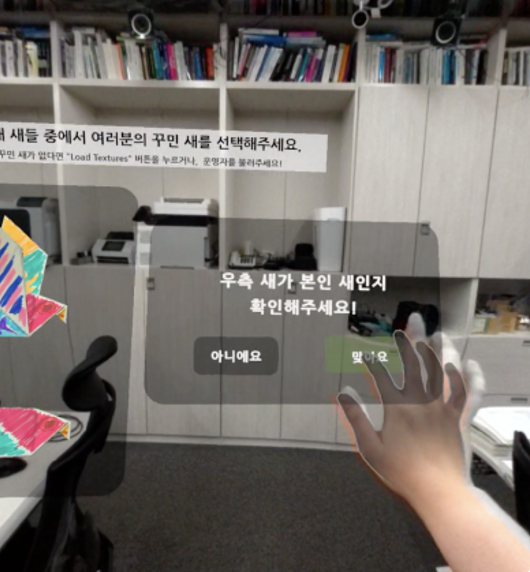 새들 중에서 여러분의 꾸민 새를 선택해주세요.
꾸민 새가 없다면 "Load Textures" 버튼을 누르거나, 운영자를 불러주세요!
우측 새가 본인 새인지
확인해주세요!
아니에요
맞아요